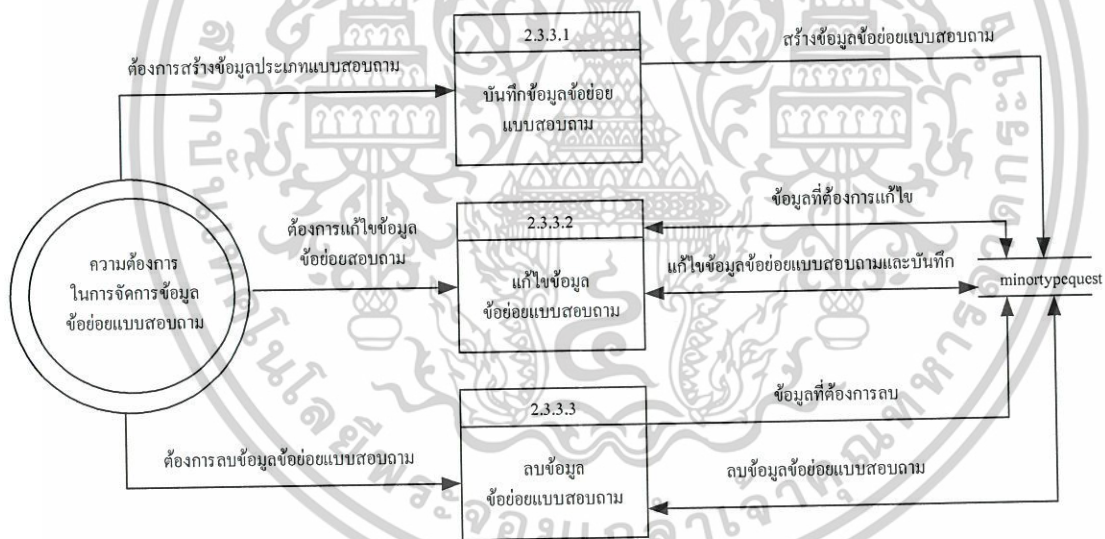 2.3.3.1
สร้างข้อมูลข้อย่อยแบบสอบถาม
ต้องการสร้างข้อมูลประเภทแบบสอบถาม
บันทึกข้อมูลข้อย่อย
แบบสอบถาม
ข้อมูลที่ต้องการแก้ไข
ต้องการแก้ไขข้อมูล
ข้อย่อยสอบถาม
2.3.3.2
ความต้องการ
ในการจัดการข้อมูล
ข้อย่อยแบบสอบถาม
แก้ไขข้อมูล
ข้อย่อยแบบสอบถาม
แก้ไขข้อมูลข้อย่อยแบบสอบถามและบันทึก
minortypequest
ข้อมูลที่ต้องการลบ
2.3.3.3
ต้องการลบข้อมูลข้อย่อยแบบสอบถาม
ลบข้อมูล
ข้อย่อยแบบสอบถาม
ลบข้อมูลข้อย่อยแบบสอบถาม